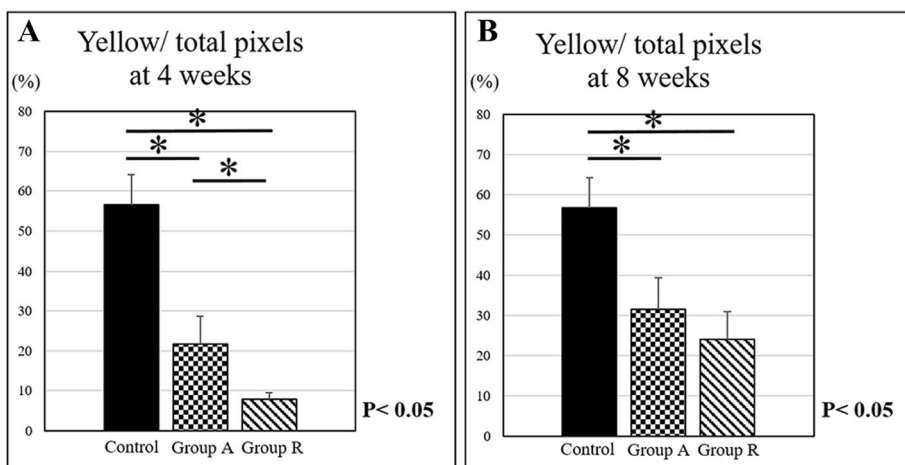 A
Yellow/ total pixels
at 4 weeks
(%)
80
70
60
50
40
30
20
10
0
*
*
*
Control Group A Group R
P< 0.05
B
Yellow/ total pixels
at 8 weeks
(%)
80
70
60
50
40
30
20
10
0
*
*
Control Group A Group R
P< 0.05